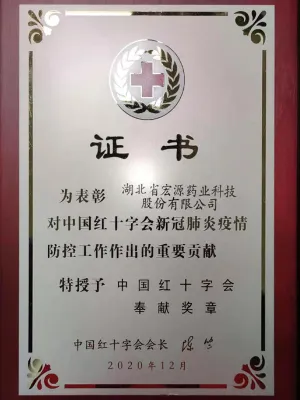 证书
为表彰 湖北省宏源药业科技
股份有限公司
对中国红十字会新冠肺炎疫情
防控工作作出的重要贡献
特授予 中国红十字会
奉献奖章
中国红十字会会长
2020年12月